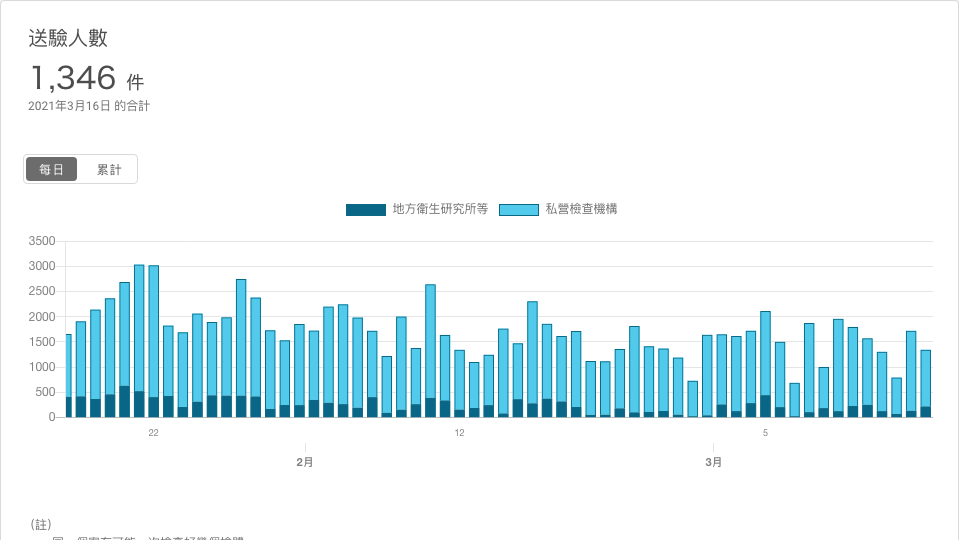 送驗人數
1,346 件
2021年3月16日 的合計
每日 累計
地方衛生研究所等 私營檢查機構
3500
3000
2500
2000
1500
1000
500
0
22 12 5
2月 3月
（註）